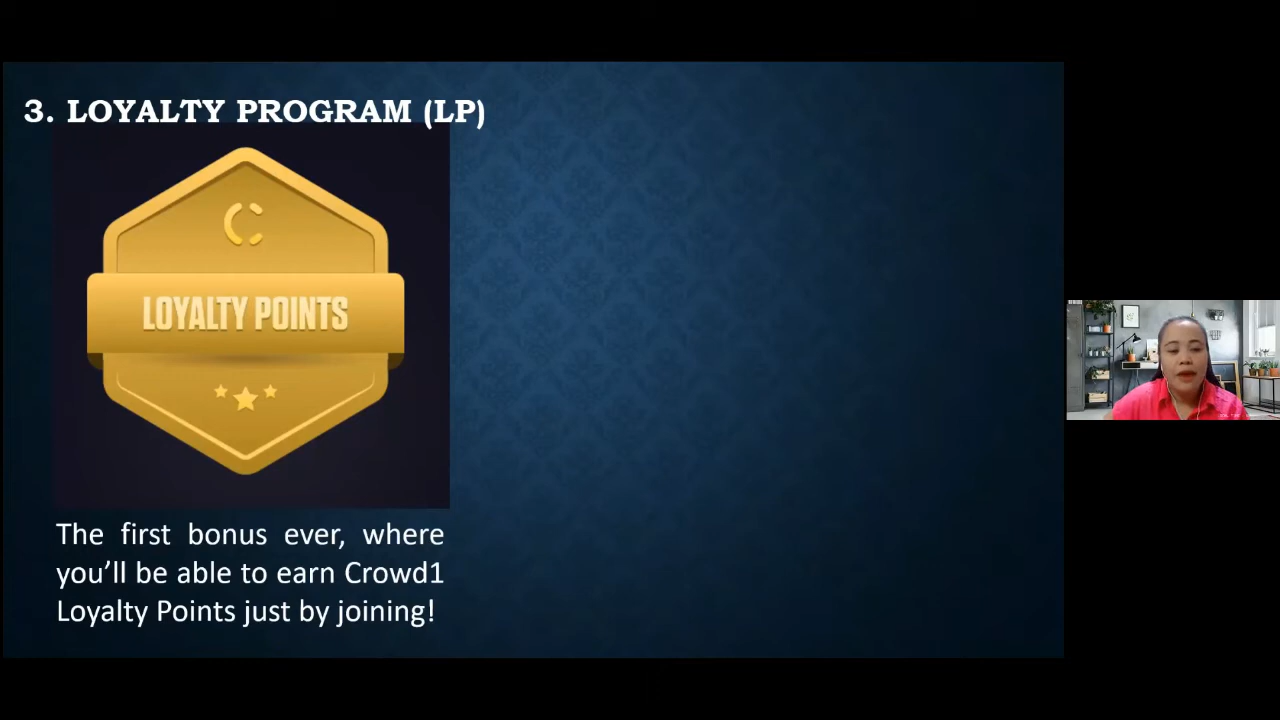 3. LOYALTY PROGRAM (LP)
LOYALTY POINTS
The first bonus ever, where
you'll be able to earn Crowd1
Loyalty Points just by joining!